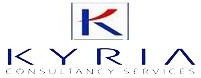 KYRIA
CONSULTANCY SERVICES